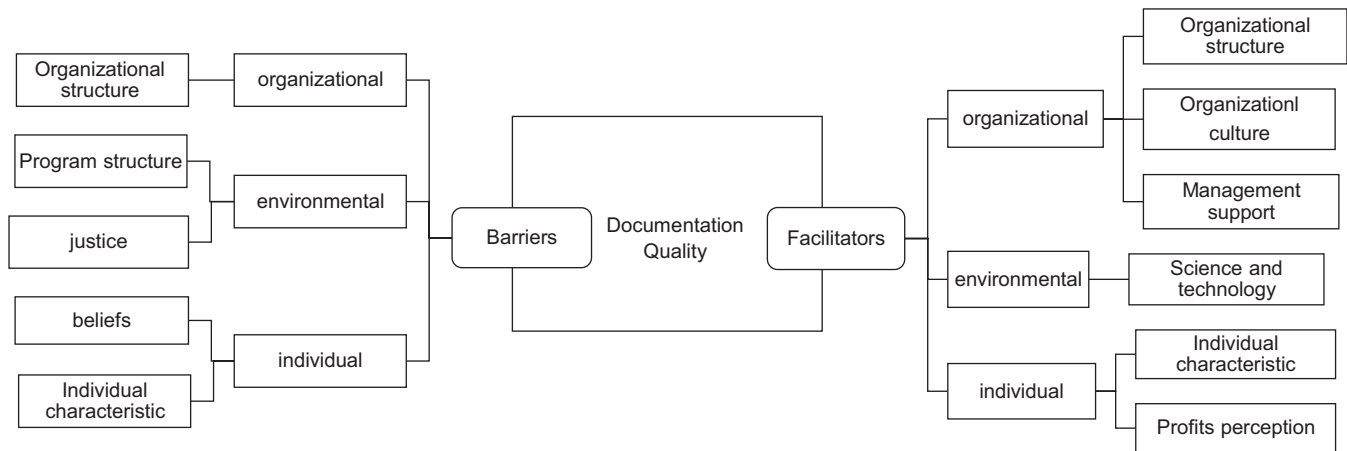 Organizational
structure
organizational
Program structure
environmental
justice
beliefs
individual
Individual
characteristic
Barriers
Documentation
Quality
Facilitators
organizational
Organizational
structure
Organizationl
culture
Management
support
environmental
Science and
technology
individual
Individual
characteristic
Profits perception